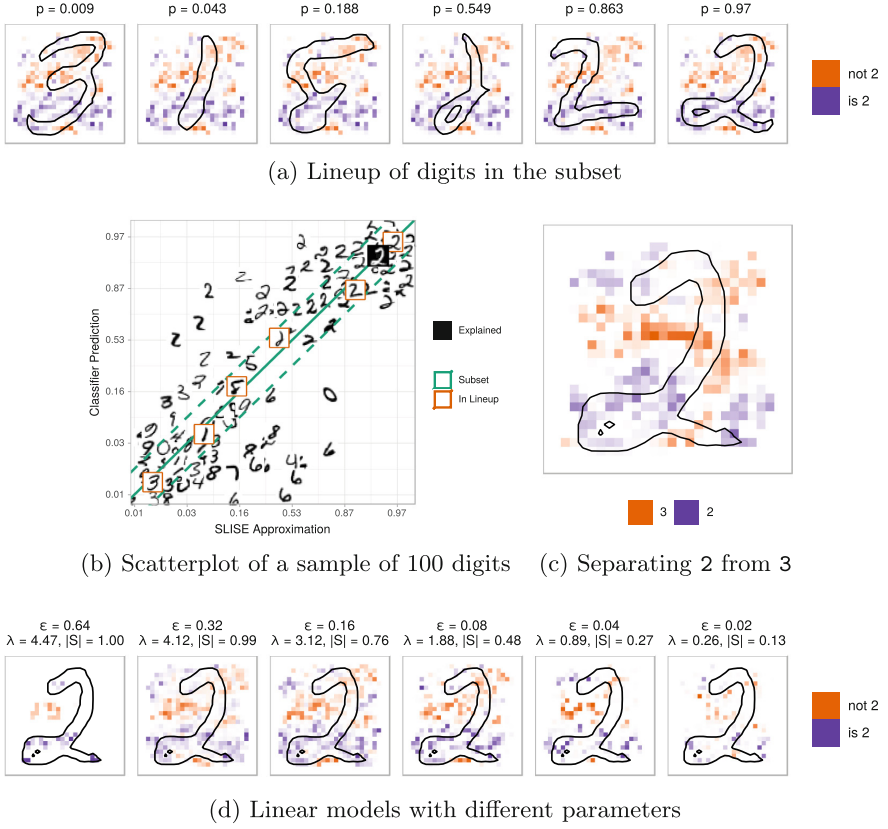 p = 0.009 p = 0.043 p = 0.188 p = 0.549 p = 0.863 p = 0.97
not 2
is 2
(a) Lineup of digits in the subset
Classifier Prediction
0.97
0.87
0.53
0.16
0.03
0.01
0.01 0.03 0.16 0.53 0.87 0.97
SLISE Approximation
Explained
Subset
In Lineup
3 2
(b) Scatterplot of a sample of 100 digits (c) Separating 2 from 3
ε = 0.64 ε = 0.32 ε = 0.16 ε = 0.08 ε = 0.04 ε = 0.02
λ = 4.47, |S| = 1.00 λ = 4.12, |S| = 0.99 λ = 3.12, |S| = 0.76 λ = 1.88, |S| = 0.48 λ = 0.89, |S| = 0.27 λ = 0.26, |S| = 0.13
not 2
is 2
(d) Linear models with different parameters